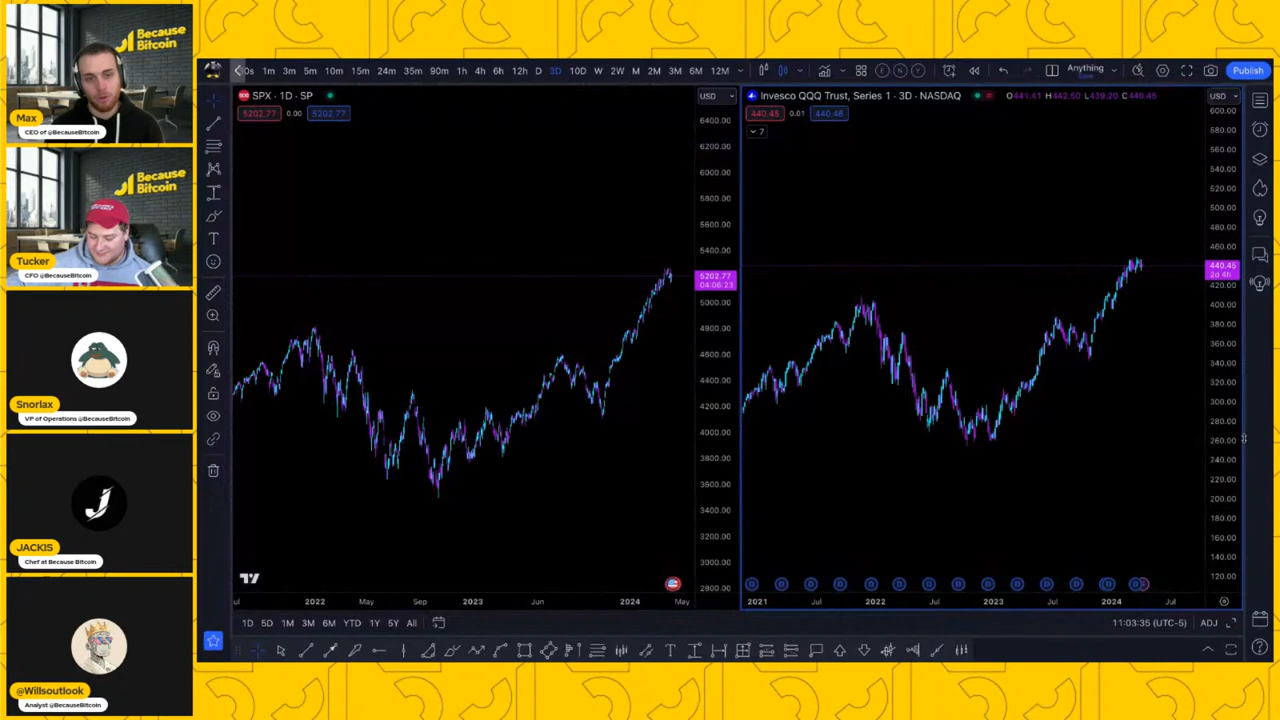 Because
Bitcoin
Max
CEO of @BecauseBitcoin
Because
Bitcoin
Tucker
CFO @BecauseBitcoin
Snorlax
VP of Operations @BecauseBitcoin
JACKIS
Chef at Because Bitcoin
@Willsoutlook
Analyst @BecauseBitcoin
1m 3m 5m 10m 15m 24m 35m 90m 1h 4h 6h 12h D 3D 10D W 2W M 2M 3M 6M 12M
Anything
Save
Publish
SPX · 1D · SP
USD
5202.77 0.00 5202.77
6400.00
6200.00
6000.00
5800.00
5600.00
5400.00
5202.77
04:06:23
5000.00
4800.00
4600.00
4400.00
4200.00
4000.00
3800.00
3600.00
3400.00
3200.00
3000.00
2800.00
2022 May Sep 2023 Jun 2024 May
Invesco QQQ Trust, Series 1 · 3D · NASDAQ
O441.41 H442.50 L439.20 C440.45
USD
440.45 0.01 440.46
7
600.00
580.00
560.00
540.00
520.00
500.00
480.00
460.00
440.45
2d 4h
420.00
400.00
380.00
360.00
340.00
320.00
300.00
280.00
260.00
240.00
220.00
200.00
180.00
160.00
140.00
120.00
D D D D D D D D D D D D D D
2021 Jul 2022 Jul 2023 Jul 2024 Jul
1D 5D 1M 3M 6M YTD 1Y 5Y All
11:03:35 (UTC-5) ADJ